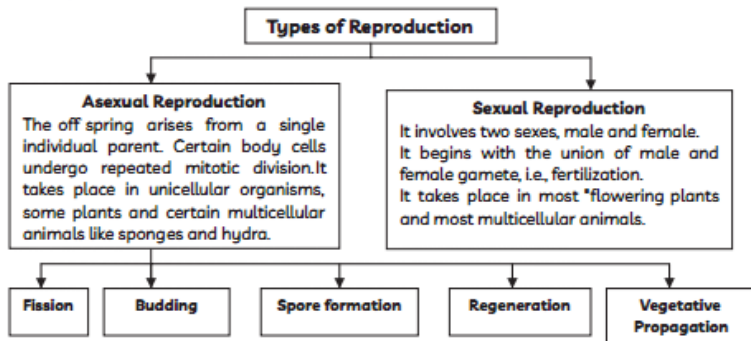 Types of Reproduction
Asexual Reproduction
The off spring arises from a single
individual parent. Certain body cells
undergo repeated mitotic division.It
takes place in unicellular organisms,
some plants and certain multicellular
animals like sponges and hydra.
Sexual Reproduction
It involves two sexes, male and female.
It begins with the union of male and
female gamete, i.e., fertilization.
It takes place in most *flowering plants
and most multicellular animals.
Fission
Budding
Spore formation
Regeneration
Vegetative
Propagation